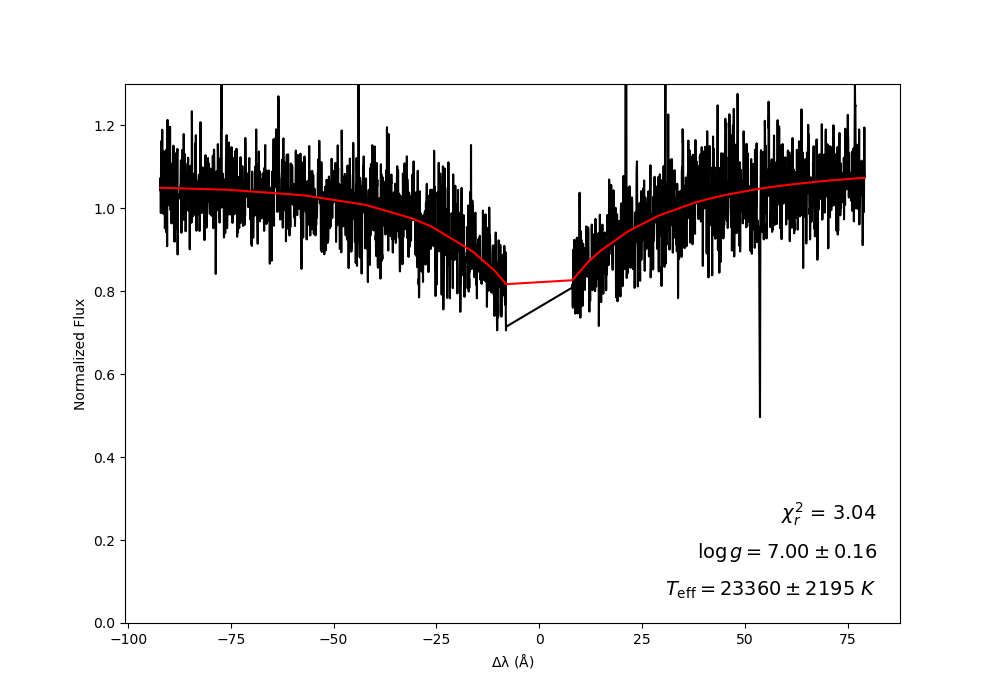 1.2
1.0
0.8
0.6
0.4
0.2
0.0
Normalized Flux
χ²ᵣ = 3.04
log g = 7.00 ± 0.16
T_eff = 23360 ± 2195 K
−100 −75 −50 −25 0 25 50 75
Δλ (Å)